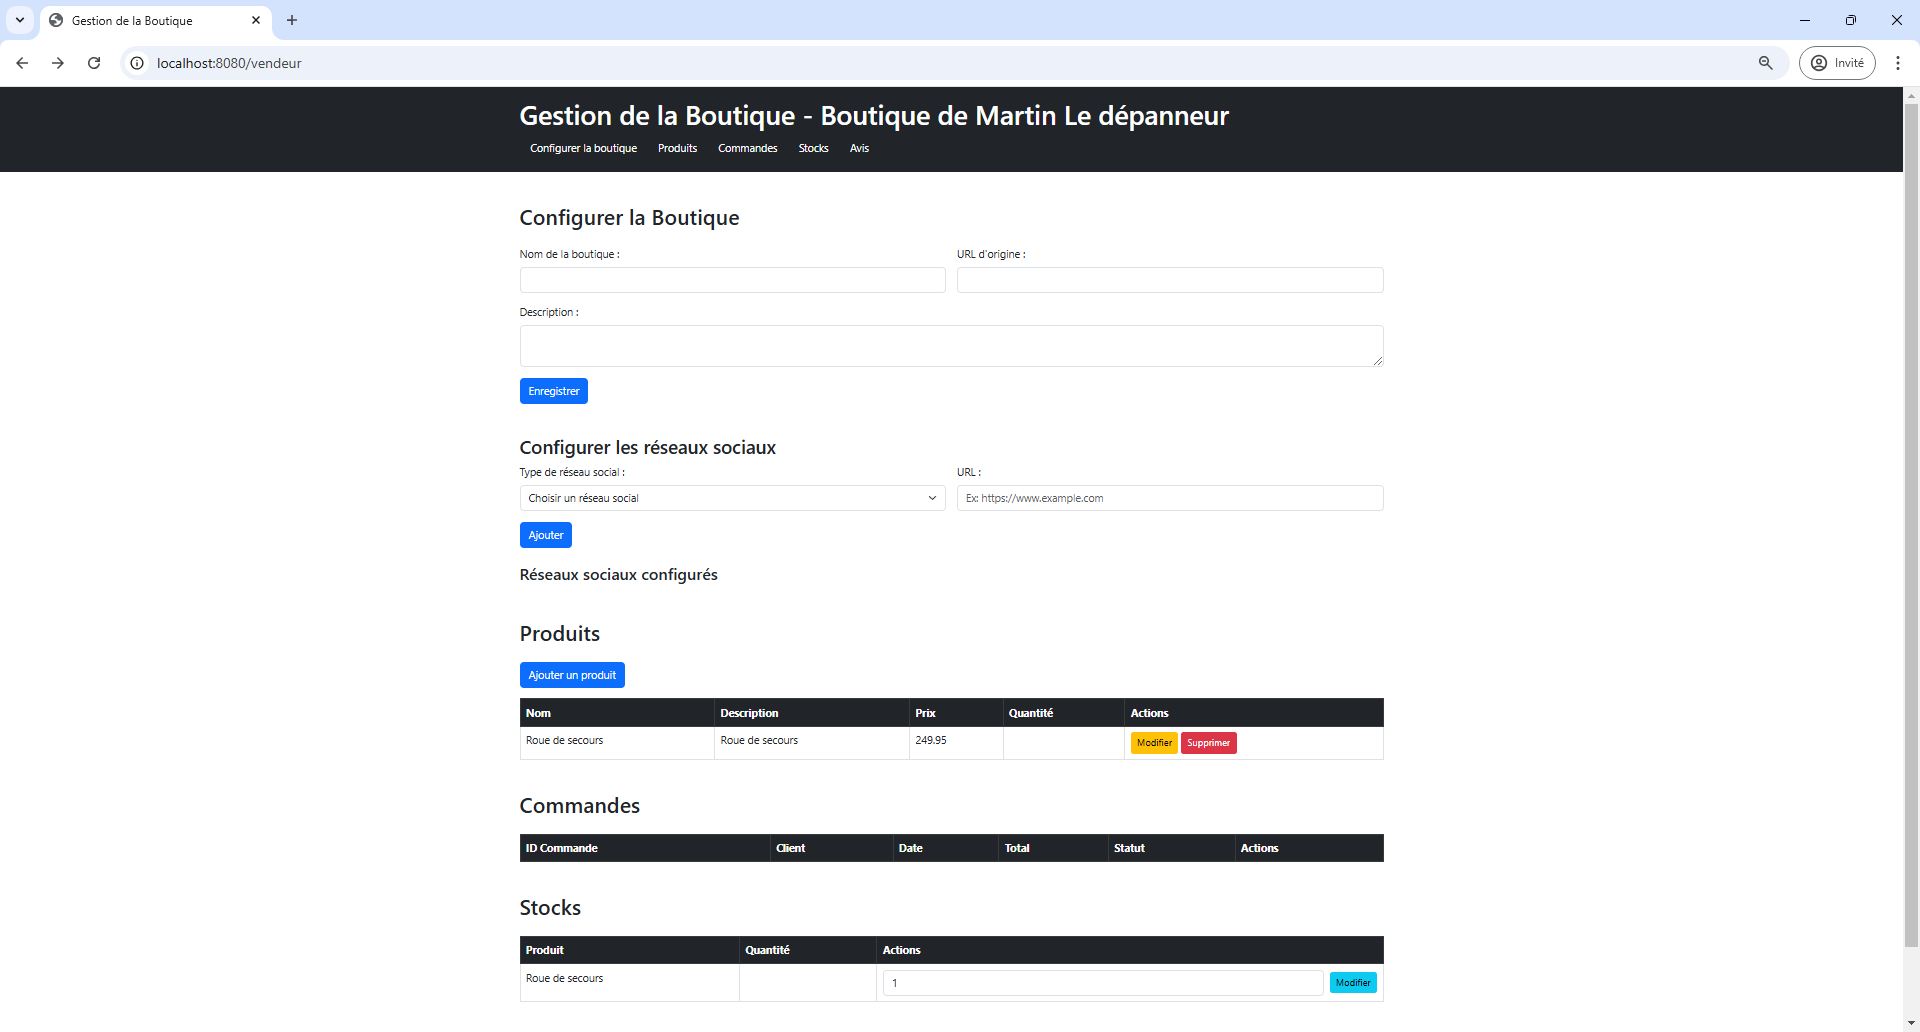 Gestion de la Boutique
localhost:8080/vendeur
Invité
Gestion de la Boutique - Boutique de Martin Le dépanneur
Configurer la boutique Produits Commandes Stocks Avis
Configurer la Boutique
Nom de la boutique : URL d'origine :
Description :
Enregistrer
Configurer les réseaux sociaux
Type de réseau social : URL :
Choisir un réseau social Ex: https://www.example.com
Ajouter
Réseaux sociaux configurés
Produits
Ajouter un produit
Nom Description Prix Quantité Actions
Roue de secours Roue de secours 249.95 Modifier Supprimer
Commandes
ID Commande Client Date Total Statut Actions
Stocks
Produit Quantité Actions
Roue de secours 1 Modifier